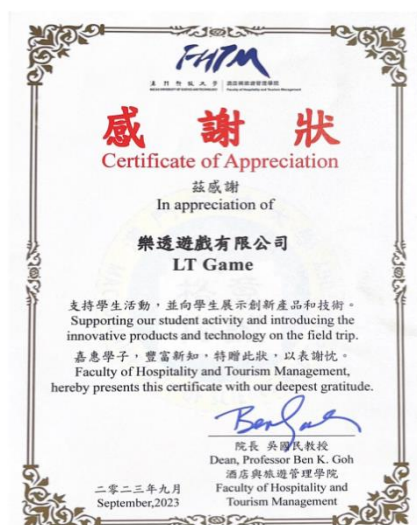 FHTM
澳門科技大學 酒店與旅遊管理學院
MACAU UNIVERSITY OF SCIENCE AND TECHNOLOGY Faculty of Hospitality and Tourism Management
感謝狀
Certificate of Appreciation
茲感謝
In appreciation of
樂透遊戲有限公司
LT Game
支持學生活動，並向學生展示創新產品和技術。
Supporting our student activity and introducing the
innovative products and technology on the field trip.
嘉惠學子，豐富新知，特贈此狀，以表謝忱。
Faculty of Hospitality and Tourism Management,
hereby presents this certificate with our deepest gratitude.
院長 吳國民教授
Dean, Professor Ben K. Goh
酒店與旅遊管理學院
Faculty of Hospitality and
Tourism Management
二零二三年九月
September,2023